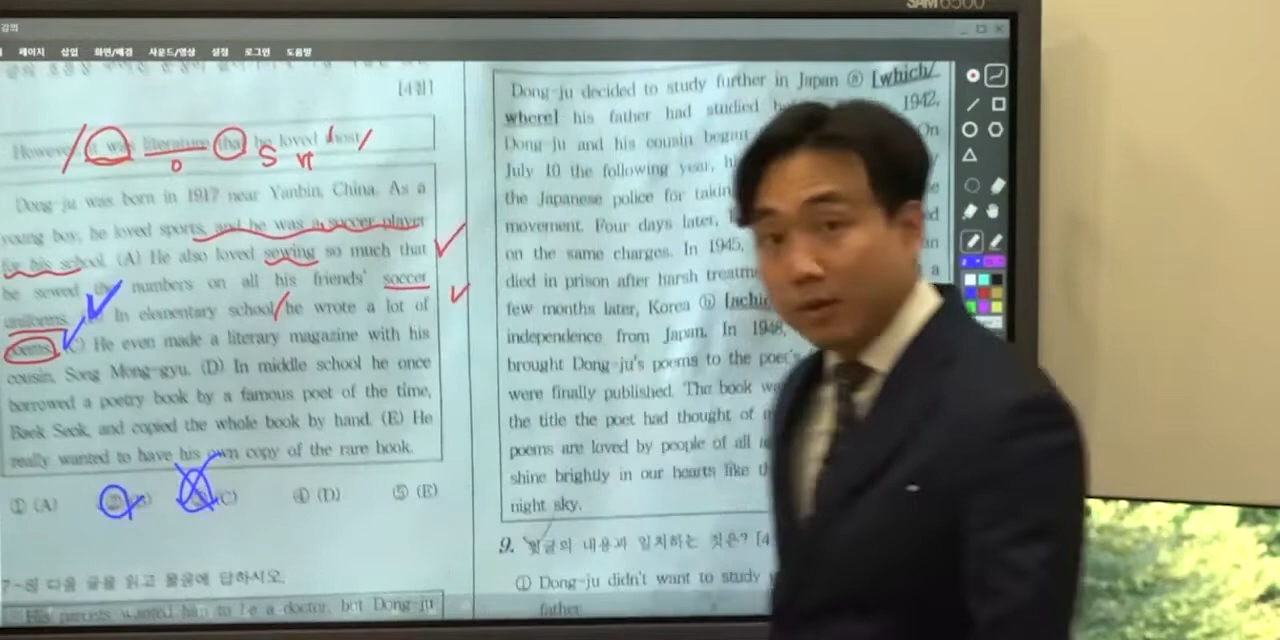 SAM6500
강의
페이지 삽입 화면/배경 사운드/영상 설정 로그인 도움말
[4점]
However, it was literature that he loved most.
O S vt
Dong-ju was born in 1917 near Yanbin, China. As a
young boy, he loved sports, and he was a soccer player
for his school. (A) He also loved sewing so much that
he sewed the numbers on all his friends' soccer
uniforms. In elementary school he wrote a lot of
poems. (C) He even made a literary magazine with his
cousin, Song Mong-gyu. (D) In middle school he once
borrowed a poetry book by a famous poet of the time,
Baek Seok, and copied the whole book by hand. (E) He
really wanted to have his own copy of the rare book.
① (A) ② (B) ③ (C) ④ (D) ⑤ (E)
다음 글을 읽고 물음에 답하시오.
His parents wanted him to be a doctor, but Dong-ju
Dong-ju decided to study further in Japan ⓐ [which/
where] his father had studied 1942,
Dong-ju and his cousin began On
July 10 the following year,
the Japanese police for taking
movement. Four days later,
on the same charges. In 1945,
died in prison after harsh a
few months later, Korea ⓑ
independence from Japan. In 1948,
brought Dong-ju's poems to the poet's
were finally published. The book
the title the poet had thought of
poems are loved by people of all
shine brightly in our hearts like
night sky.
9. 윗글의 내용과 일치하는 것은? [4
① Dong-ju didn't want to study
father